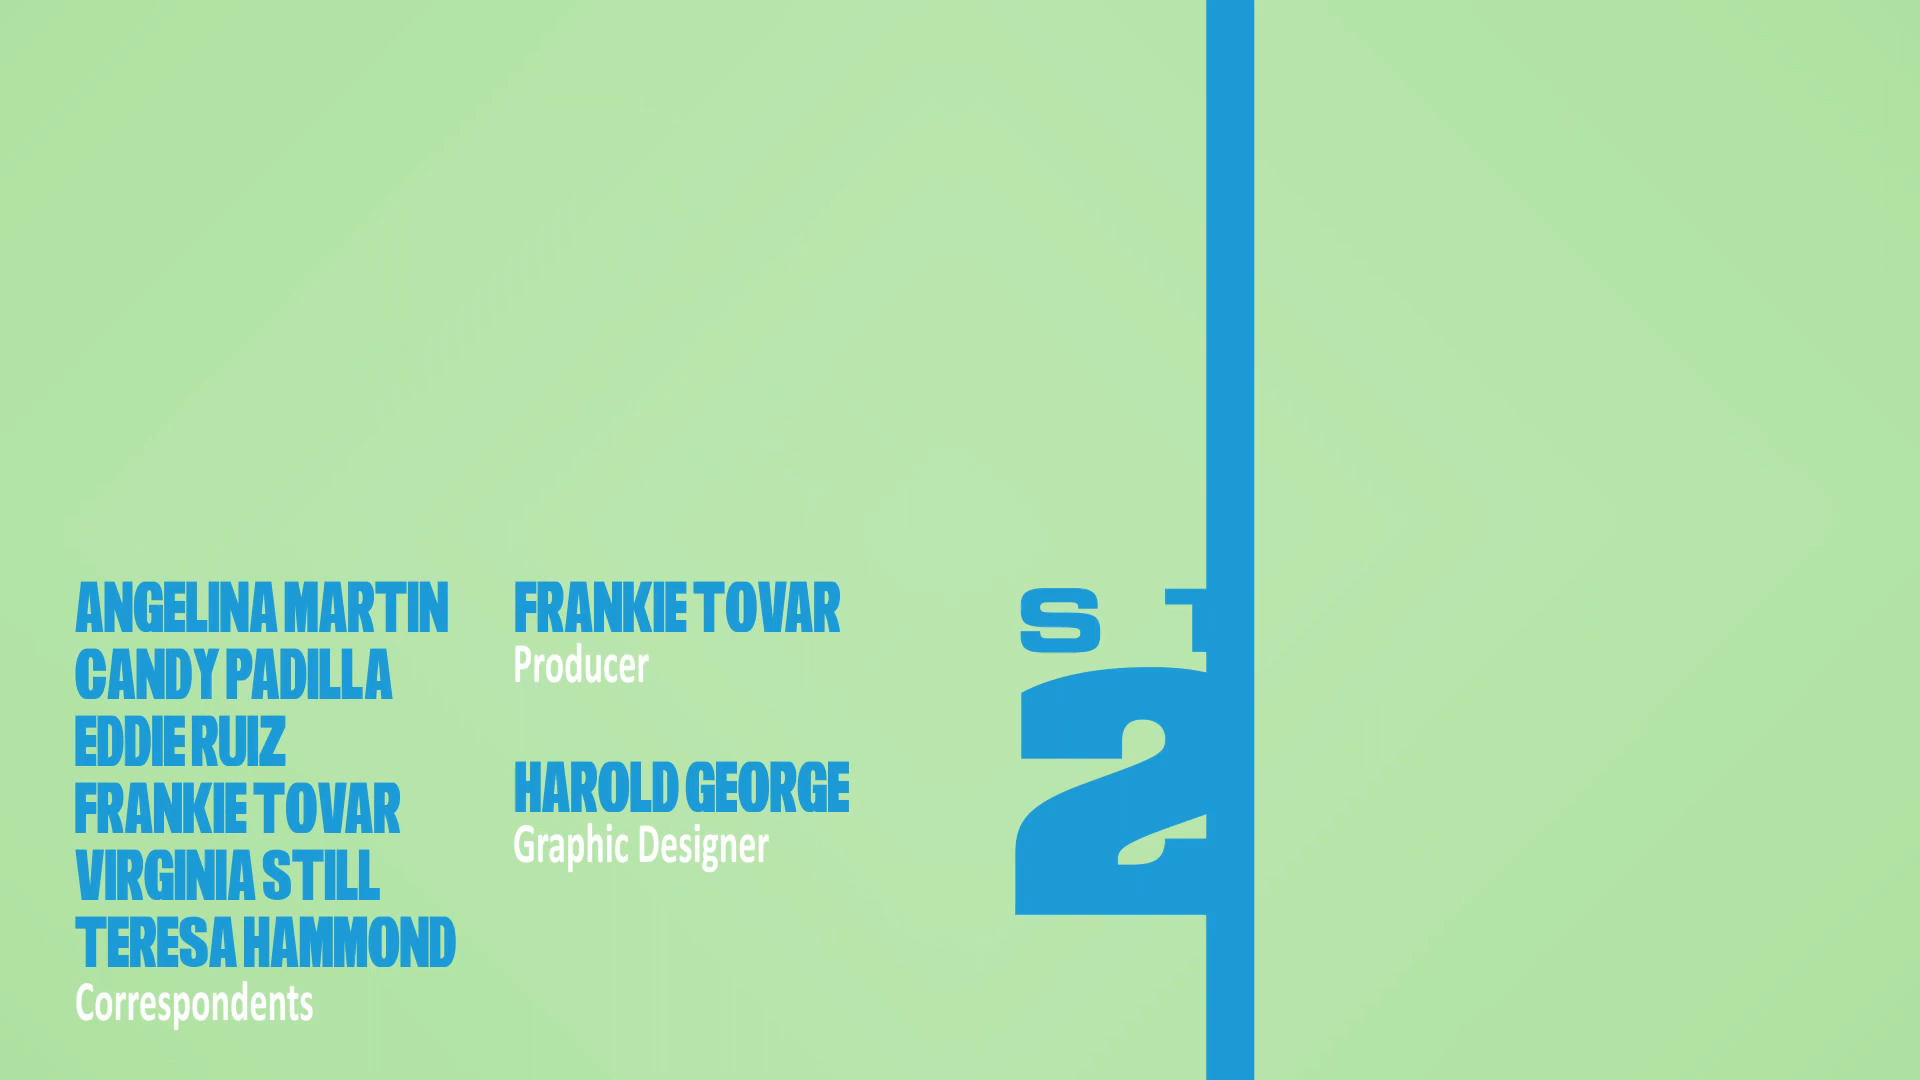 ANGELINA MARTIN
CANDY PADILLA
EDDIE RUIZ
FRANKIE TOVAR
VIRGINIA STILL
TERESA HAMMOND
Correspondents
FRANKIE TOVAR
Producer
HAROLD GEORGE
Graphic Designer
S T
2